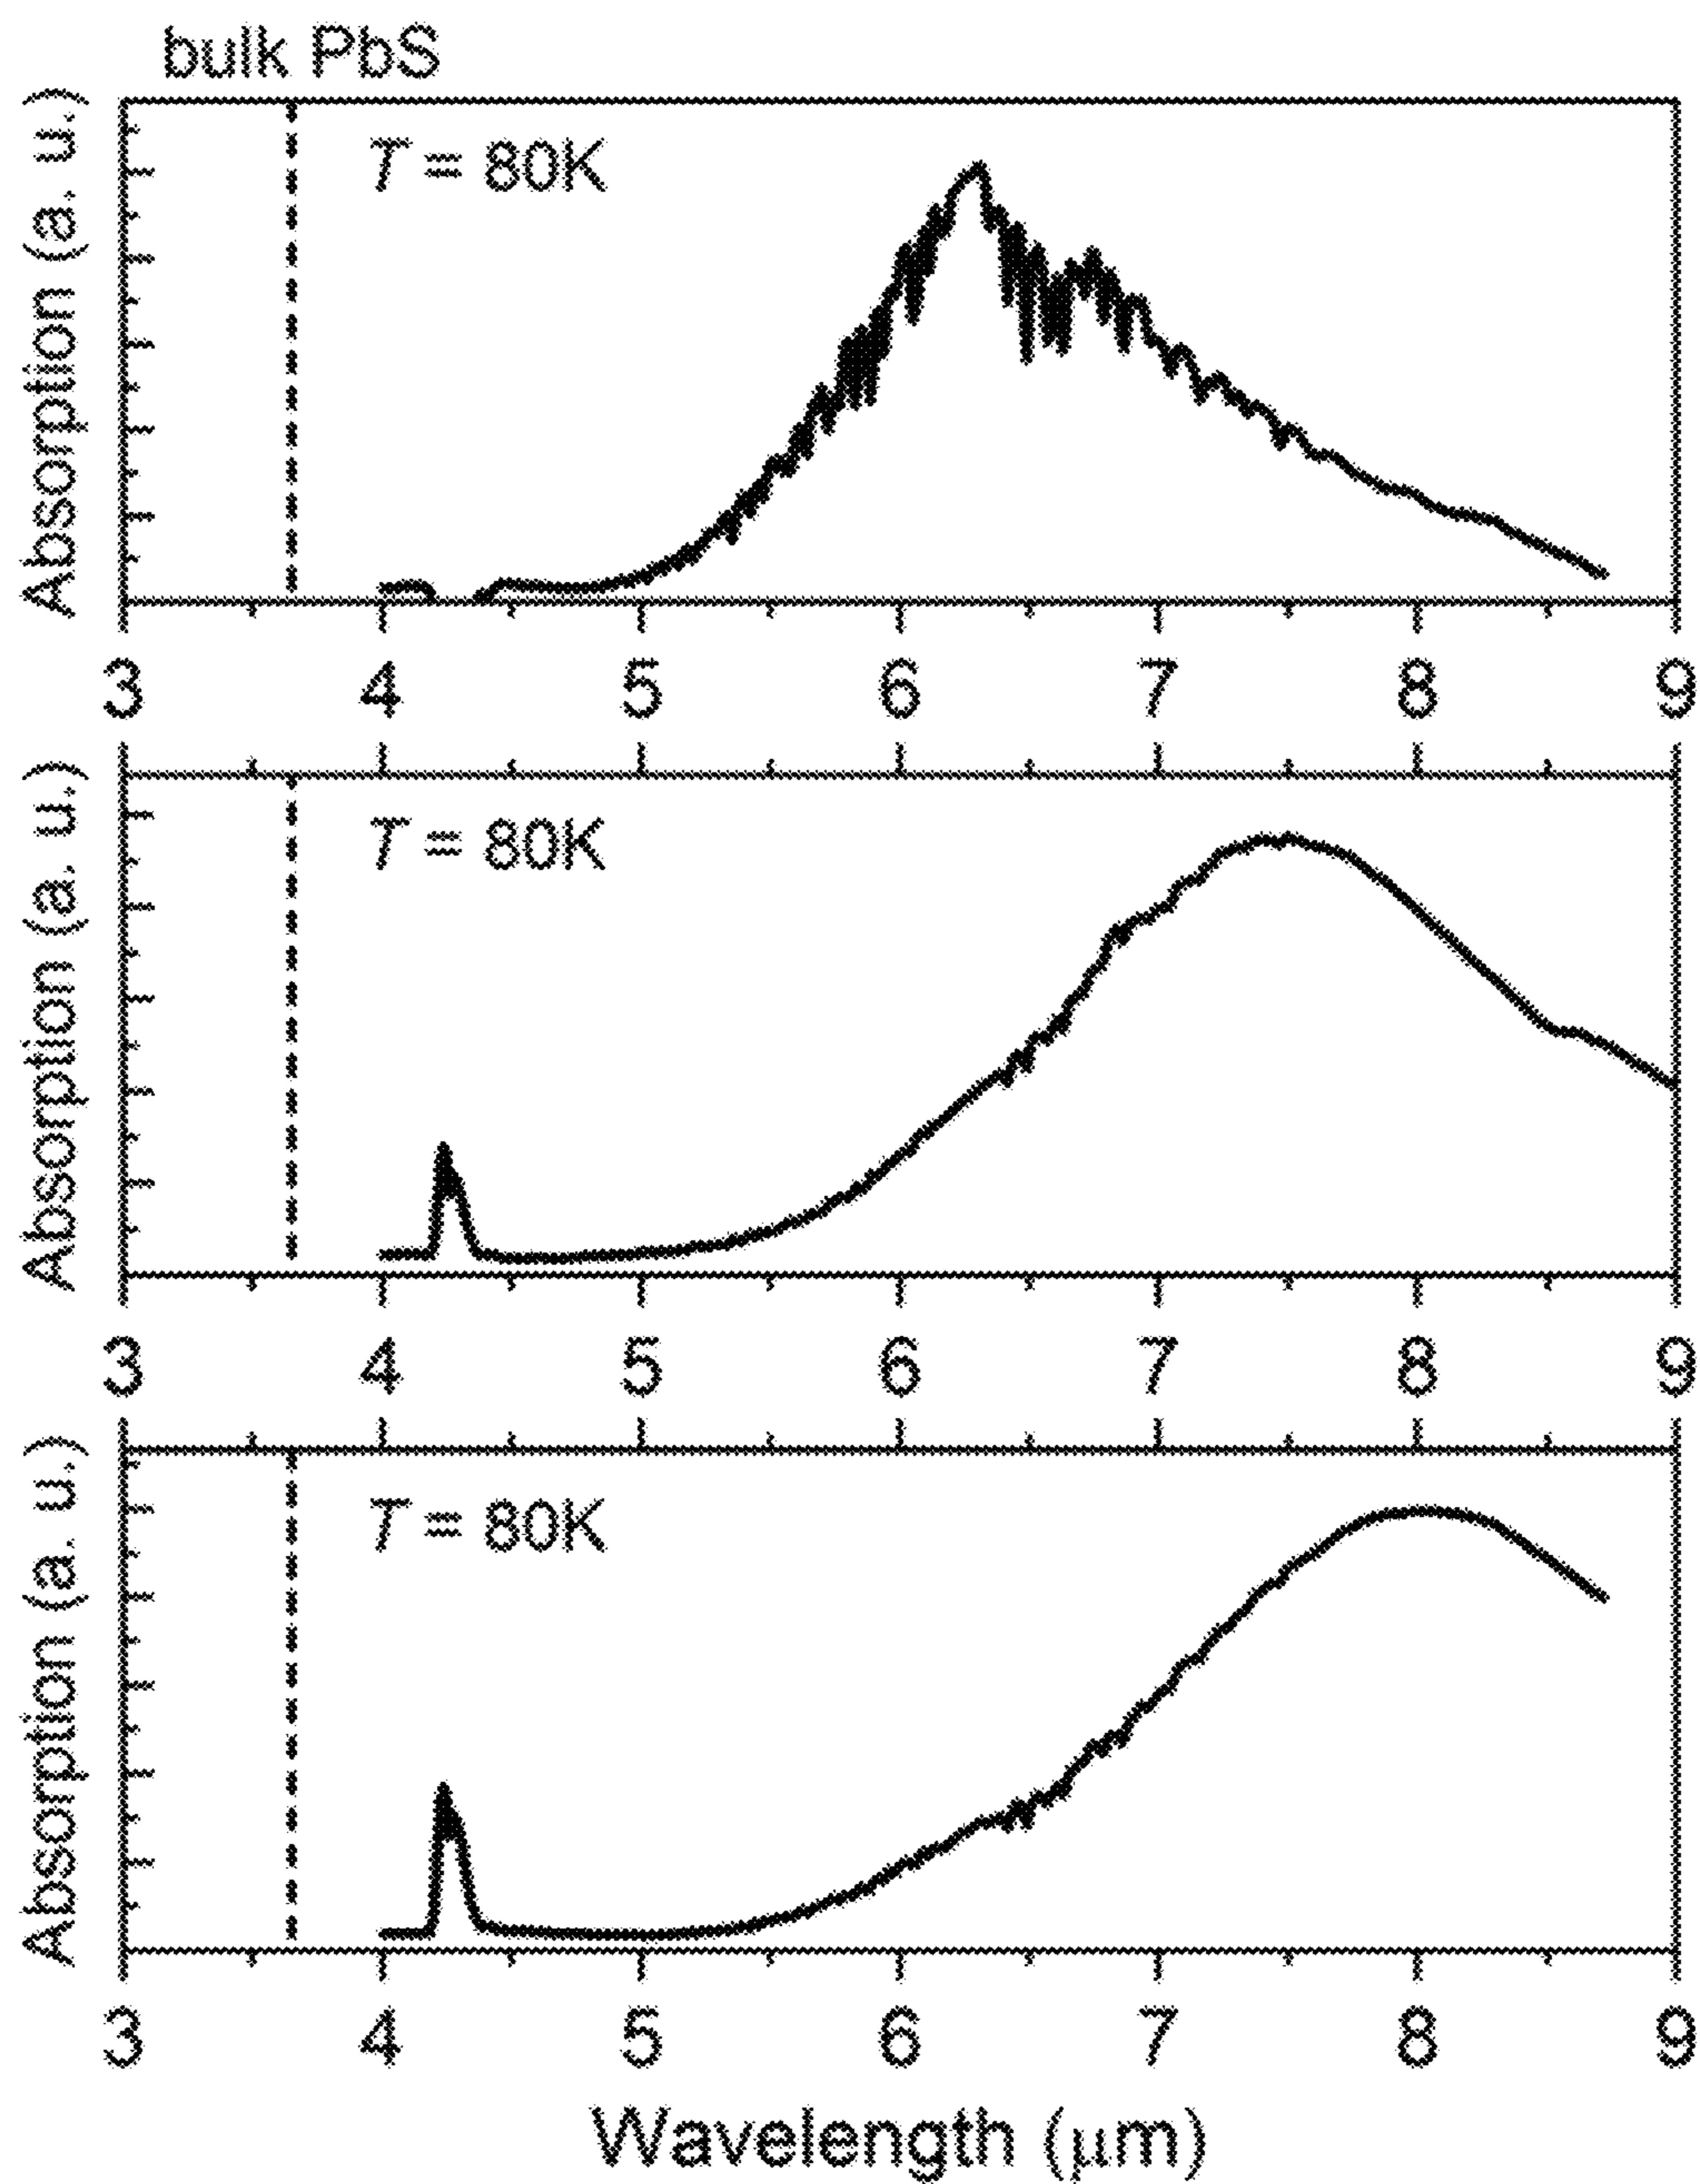 bulk PbS
Absorption (a. u.)
T = 80K
3 4 5 6 7 8 9
Absorption (a. u.)
T = 80K
3 4 5 6 7 8 9
Absorption (a. u.)
T = 80K
3 4 5 6 7 8 9
Wavelength (μm)